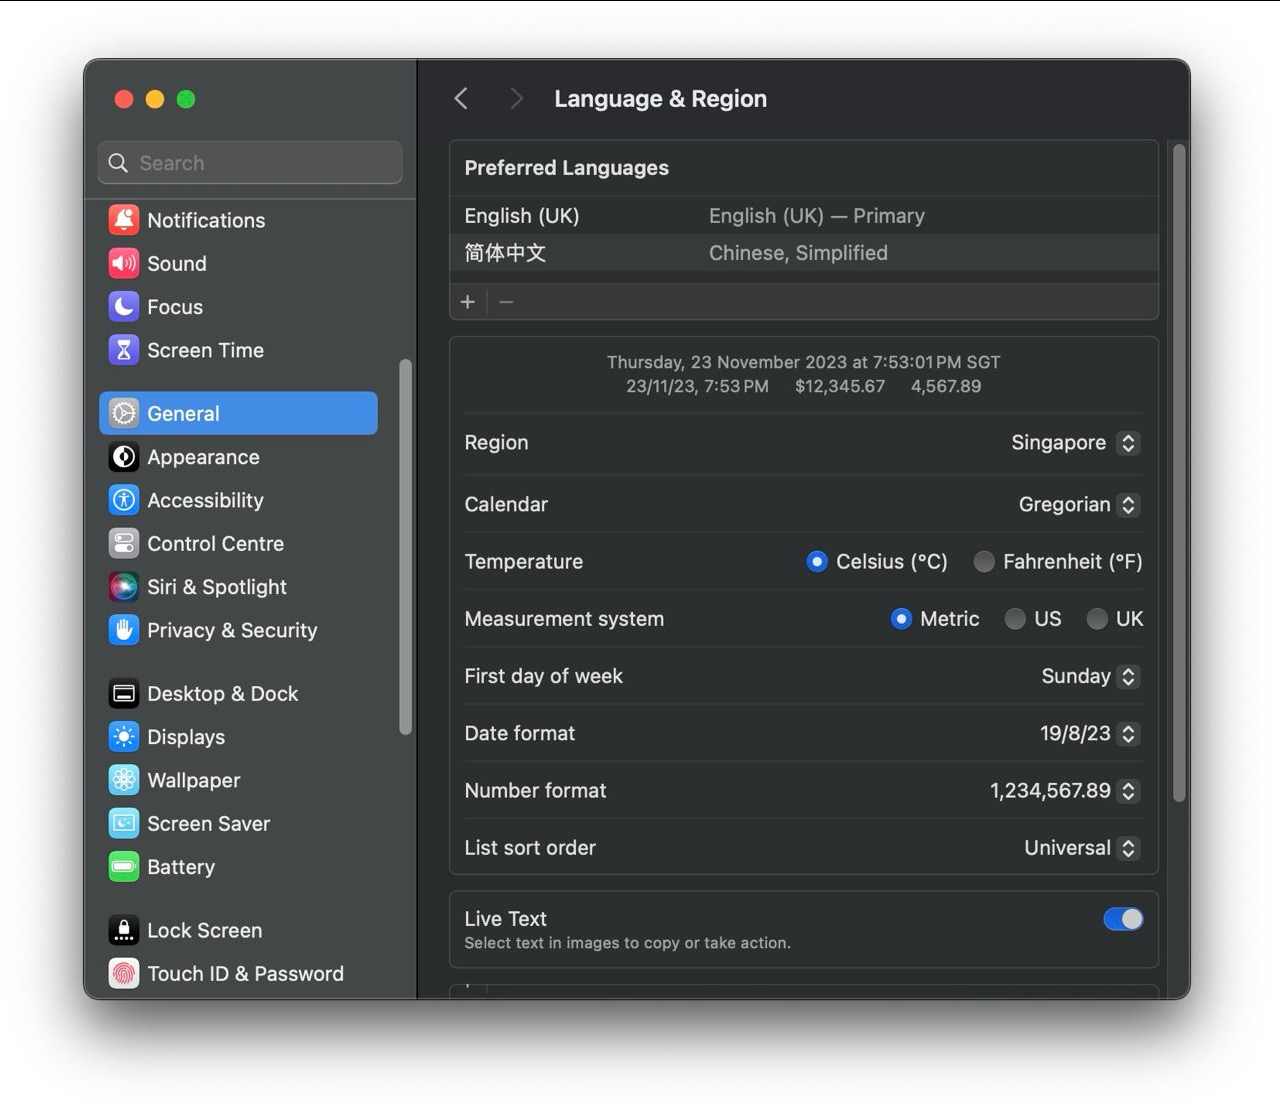 Search
Notifications
Sound
Focus
Screen Time
General
Appearance
Accessibility
Control Centre
Siri & Spotlight
Privacy & Security
Desktop & Dock
Displays
Wallpaper
Screen Saver
Battery
Lock Screen
Touch ID & Password
Language & Region
Preferred Languages
English (UK) English (UK) — Primary
简体中文 Chinese, Simplified
Thursday, 23 November 2023 at 7:53:01 PM SGT
23/11/23, 7:53 PM $12,345.67 4,567.89
Region Singapore
Calendar Gregorian
Temperature Celsius (°C) Fahrenheit (°F)
Measurement system Metric US UK
First day of week Sunday
Date format 19/8/23
Number format 1,234,567.89
List sort order Universal
Live Text
Select text in images to copy or take action.